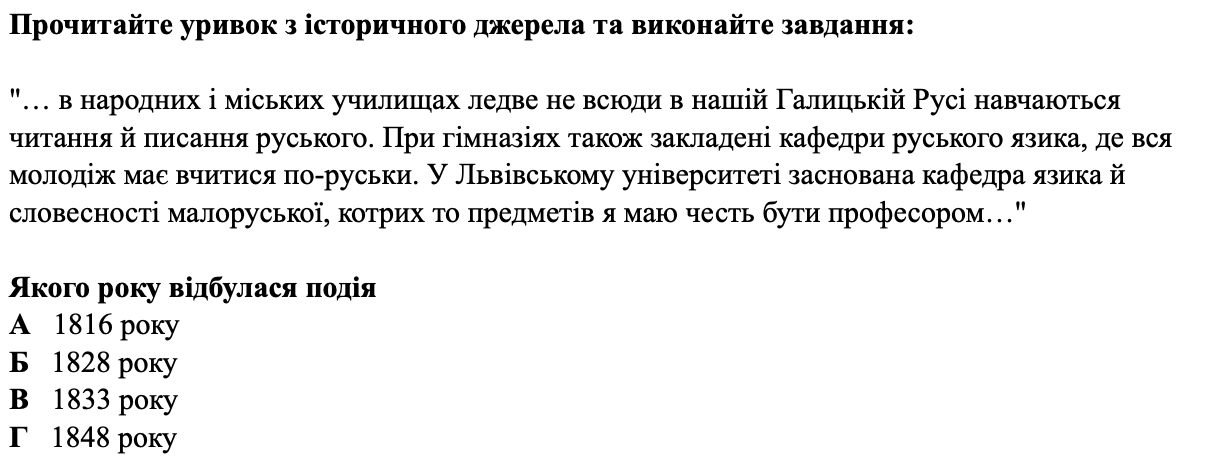 Прочитайте уривок з історичного джерела та виконайте завдання:
"… в народних і міських училищах ледве не всюди в нашій Галицькій Русі навчаються
читання й писання руського. При гімназіях також закладені кафедри руського язика, де вся
молодіж має вчитися по-руськи. У Львівському університеті заснована кафедра язика й
словесності малоруської, котрих то предметів я маю честь бути професором…"
Якого року відбулася подія
А 1816 року
Б 1828 року
В 1833 року
Г 1848 року